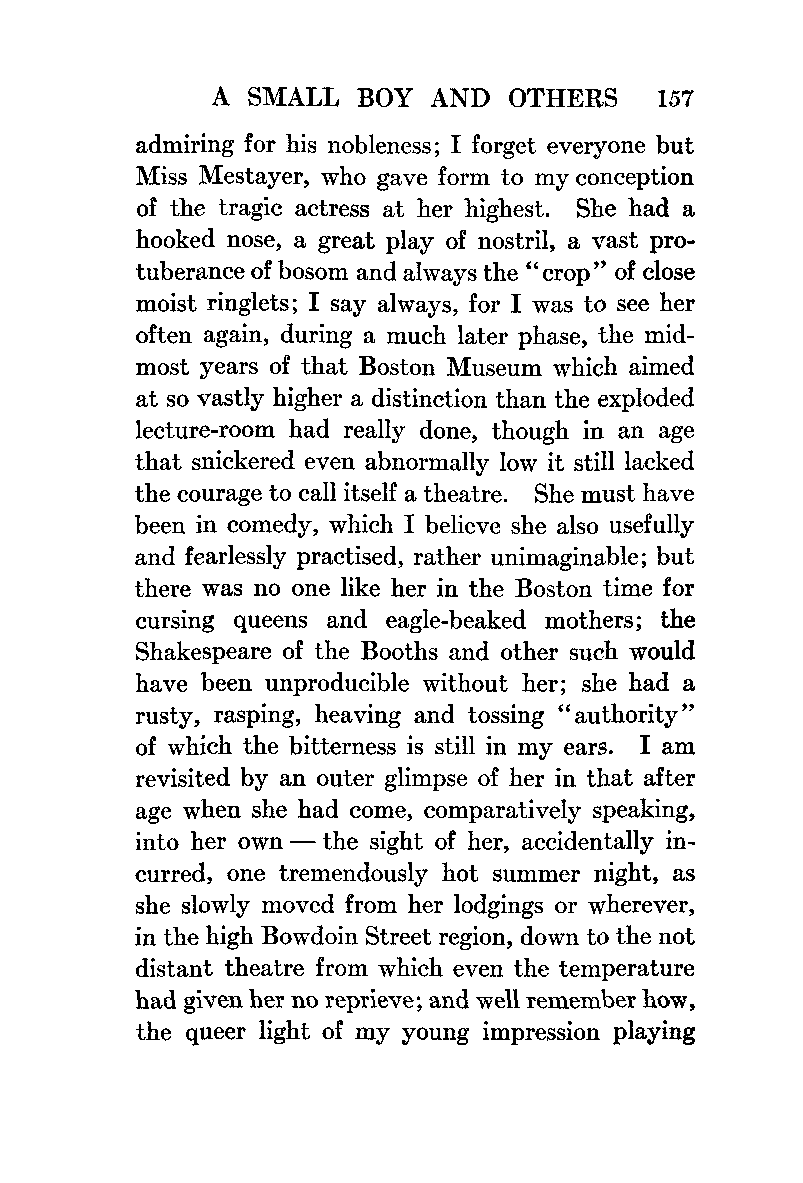 A SMALL BOY AND OTHERS 157
admiring for his nobleness; I forget everyone but
Miss Mestayer, who gave form to my conception
of the tragic actress at her highest. She had a
hooked nose, a great play of nostril, a vast pro-
tuberance of bosom and always the “crop” of close
moist ringlets; I say always, for I was to see her
often again, during a much later phase, the mid-
most years of that Boston Museum which aimed
at so vastly higher a distinction than the exploded
lecture-room had really done, though in an age
that snickered even abnormally low it still lacked
the courage to call itself a theatre. She must have
been in comedy, which I believe she also usefully
and fearlessly practised, rather unimaginable; but
there was no one like her in the Boston time for
cursing queens and eagle-beaked mothers; the
Shakespeare of the Booths and other such would
have been unproducible without her; she had a
rusty, rasping, heaving and tossing “authority”
of which the bitterness is still in my ears. I am
revisited by an outer glimpse of her in that after
age when she had come, comparatively speaking,
into her own — the sight of her, accidentally in-
curred, one tremendously hot summer night, as
she slowly moved from her lodgings or wherever,
in the high Bowdoin Street region, down to the not
distant theatre from which even the temperature
had given her no reprieve; and well remember how,
the queer light of my young impression playing